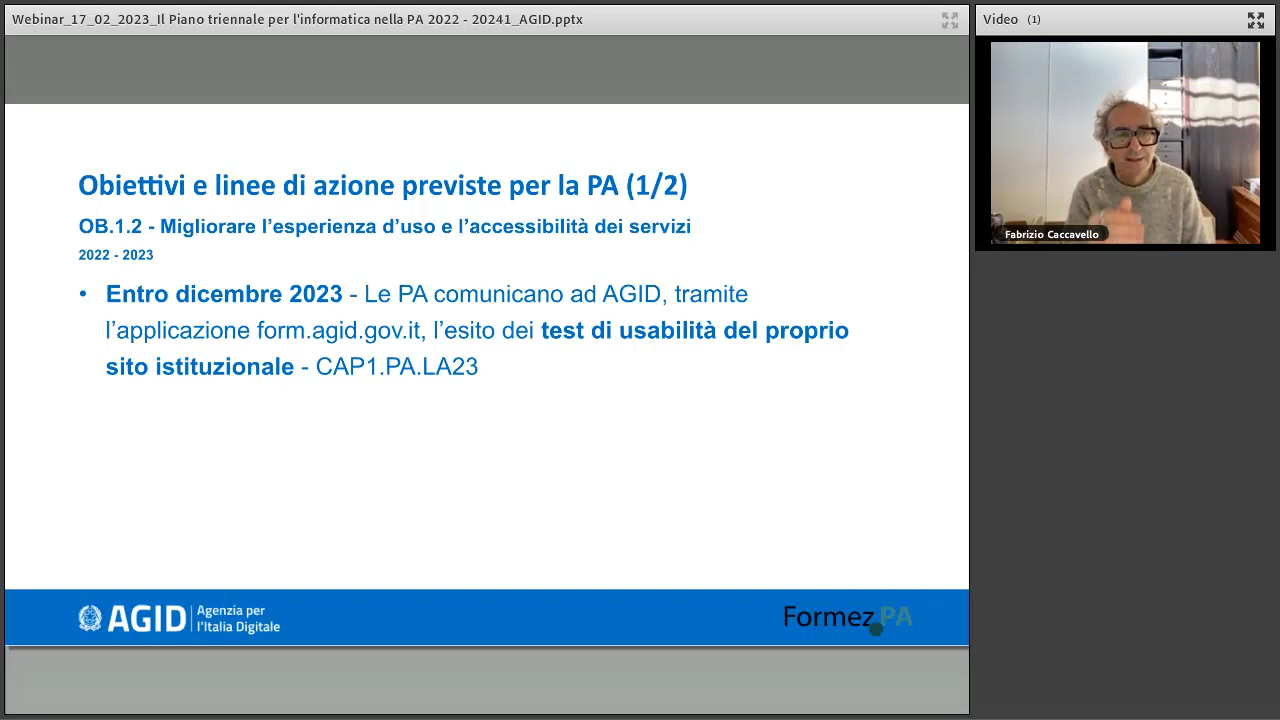 Webinar_17_02_2023_Il Piano triennale per l'informatica nella PA 2022 - 20241_AGID.pptx
Video (1)
Fabrizio Caccavello
Obiettivi e linee di azione previste per la PA (1/2)
OB.1.2 - Migliorare l’esperienza d’uso e l’accessibilità dei servizi
2022 - 2023
• Entro dicembre 2023 - Le PA comunicano ad AGID, tramite
l’applicazione form.agid.gov.it, l’esito dei test di usabilità del proprio
sito istituzionale - CAP1.PA.LA23
AGID Agenzia per
l’Italia Digitale
Formez PA